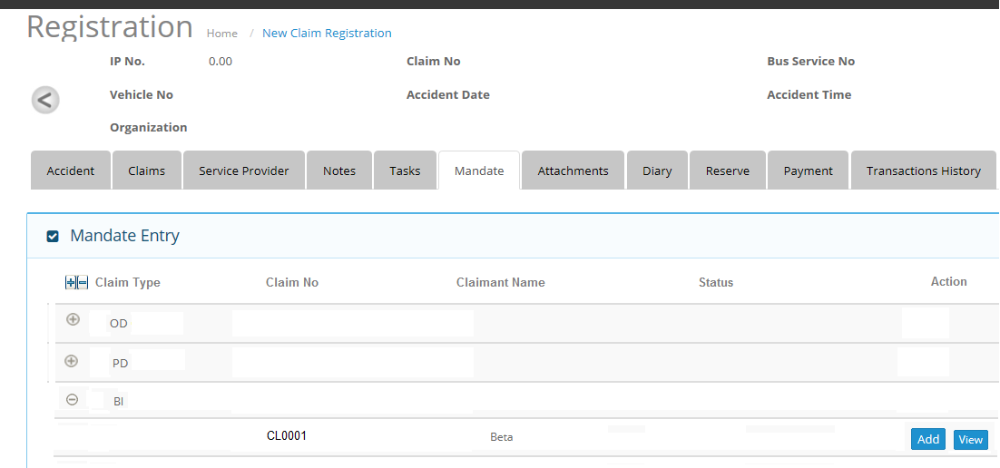 Registration Home / New Claim Registration
IP No. 0.00 Claim No Bus Service No
< Vehicle No Accident Date Accident Time
Organization
Accident Claims Service Provider Notes Tasks Mandate Attachments Diary Reserve Payment Transactions History
Mandate Entry
Claim Type Claim No Claimant Name Status Action
OD
PD
BI
CL0001 Beta Add View